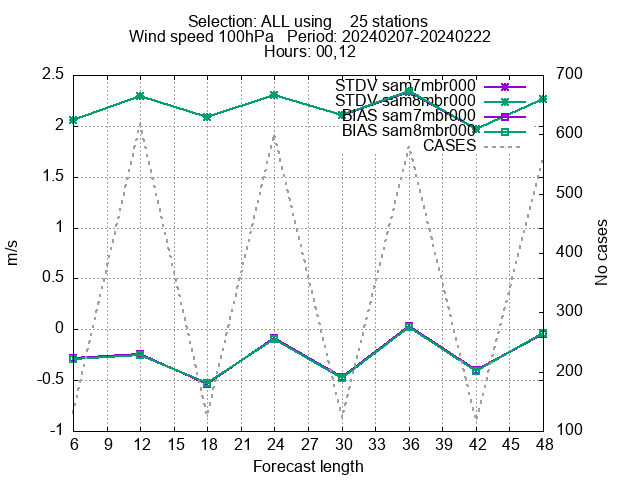 Selection: ALL using 25 stations
Wind speed 100hPa Period: 20240207-20240222
Hours: 00,12
2.5
2
1.5
1
0.5
0
-0.5
-1
m/s
700
600
500
400
300
200
100
No cases
STDV sam7mbr000
STDV sam8mbr000
BIAS sam7mbr000
BIAS sam8mbr000
CASES
6 9 12 15 18 21 24 27 30 33 36 39 42 45 48
Forecast length